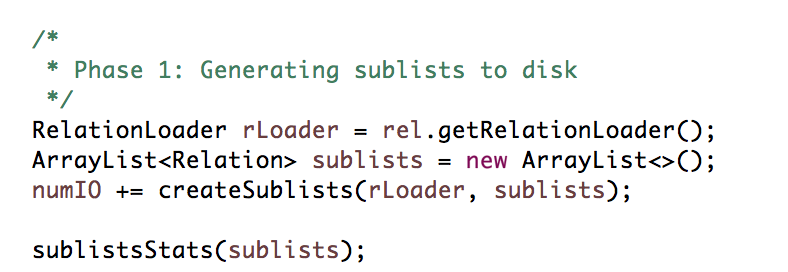 /*
 * Phase 1: Generating sublists to disk
 */
RelationLoader rLoader = rel.getRelationLoader();
ArrayList<Relation> sublists = new ArrayList<>();
numIO += createSublists(rLoader, sublists);
sublistsStats(sublists);